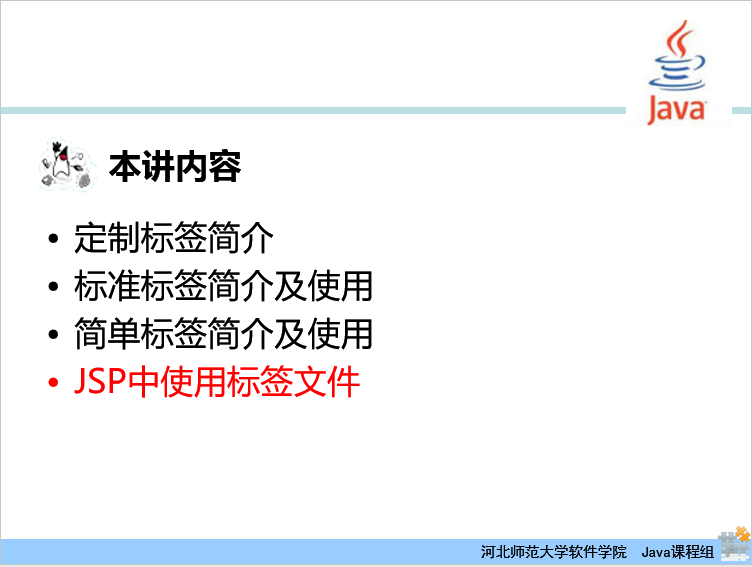 Java
本讲内容
• 定制标签简介
• 标准标签简介及使用
• 简单标签简介及使用
• JSP中使用标签文件
河北师范大学软件学院 Java课程组